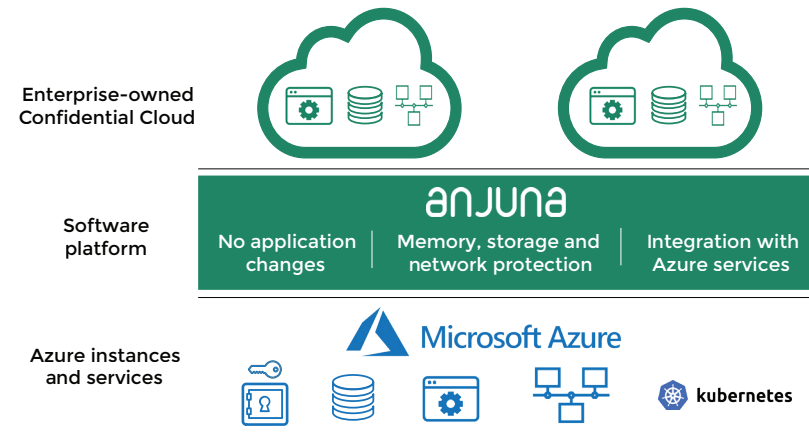 Enterprise-owned
Confidential Cloud
anjuna
Software
platform
No application
changes
Memory, storage and
network protection
Integration with
Azure services
Microsoft Azure
Azure instances
and services
kubernetes